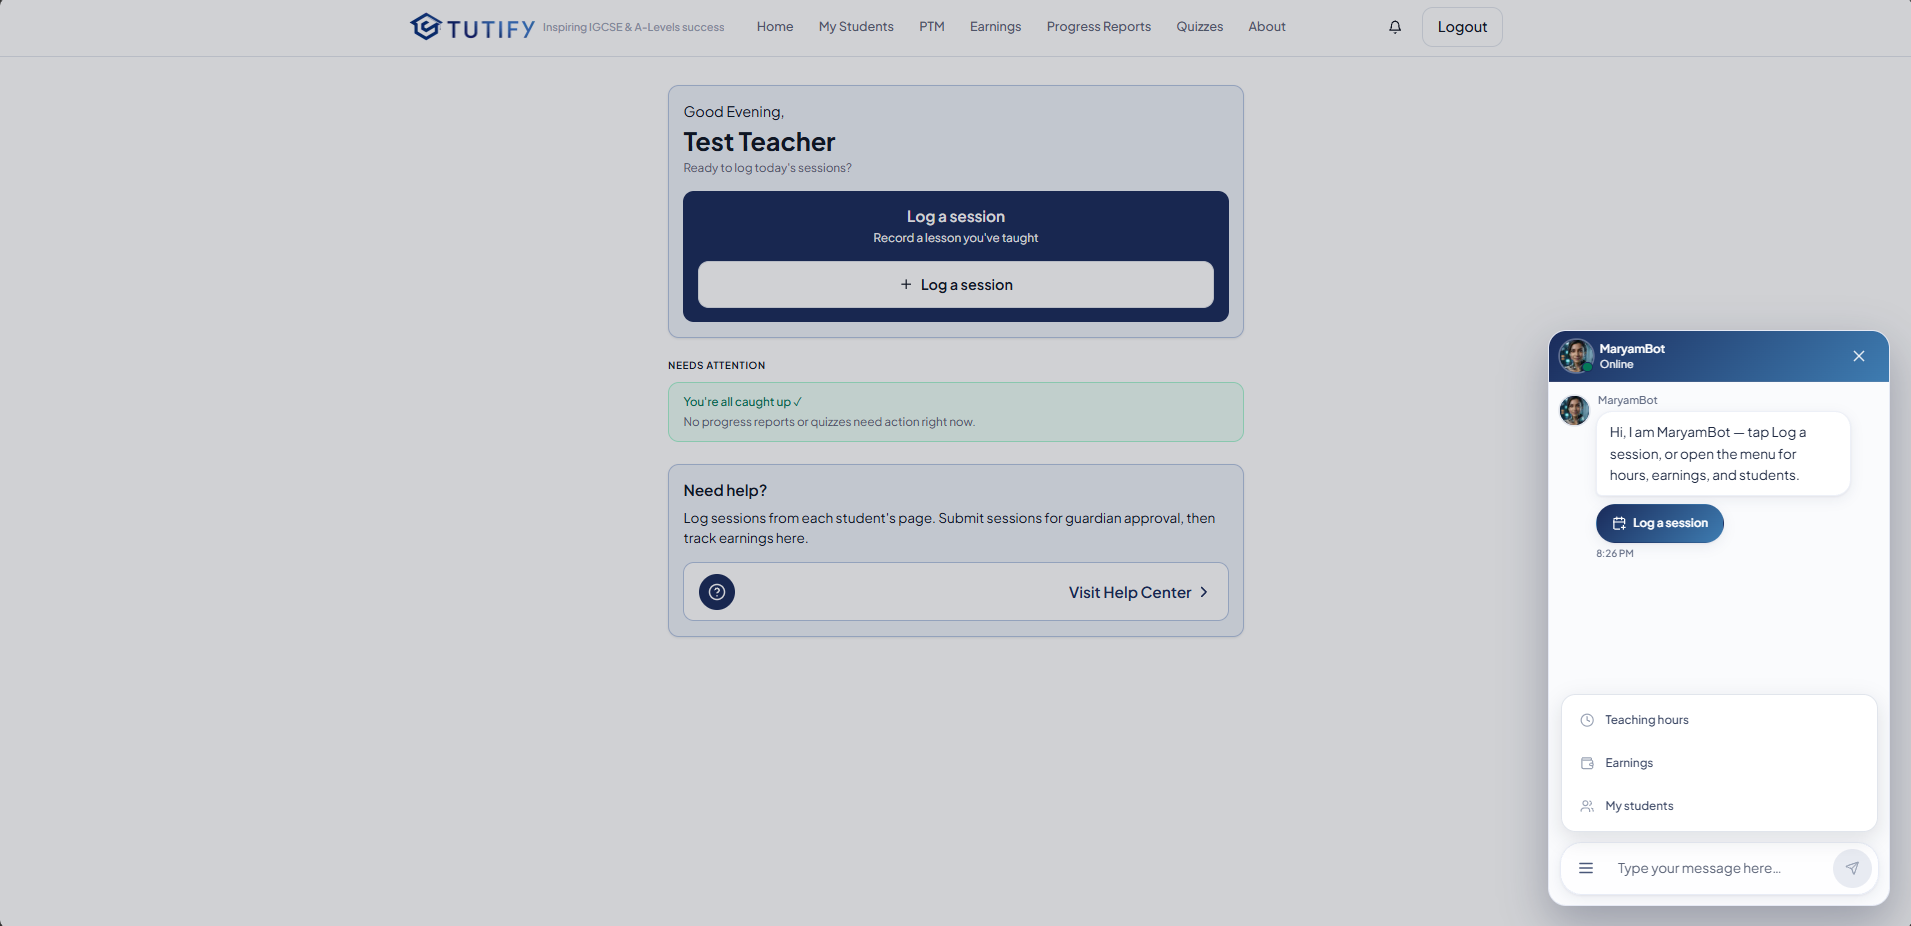 TUTIFY Inspiring IGCSE & A-Levels success Home My Students PTM Earnings Progress Reports Quizzes About Logout
Good Evening,
Test Teacher
Ready to log today's sessions?
Log a session
Record a lesson you've taught
+ Log a session
NEEDS ATTENTION
You're all caught up ✓
No progress reports or quizzes need action right now.
Need help?
Log sessions from each student's page. Submit sessions for guardian approval, then
track earnings here.
Visit Help Center
MaryamBot
Online
MaryamBot
Hi, I am MaryamBot — tap Log a
session, or open the menu for
hours, earnings, and students.
Log a session
8:26 PM
Teaching hours
Earnings
My students
Type your message here...